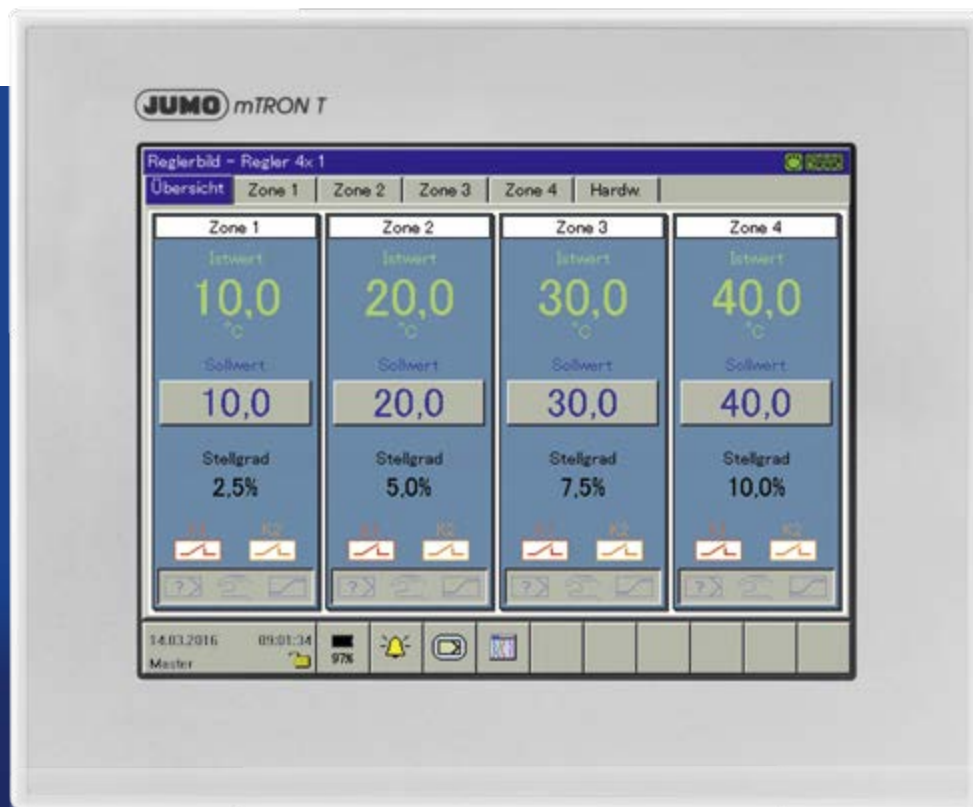 JUMO mTRON T
Reglerbild - Regler 4x 1
Übersicht Zone 1 Zone 2 Zone 3 Zone 4 Hardw.
Zone 1 Zone 2 Zone 3 Zone 4
Istwert Istwert Istwert Istwert
10,0 20,0 30,0 40,0
°C °C °C °C
Sollwert Sollwert Sollwert Sollwert
10,0 20,0 30,0 40,0
Stellgrad Stellgrad Stellgrad Stellgrad
2,5% 5,0% 7,5% 10,0%
K1 K2 K1 K2 K1 K2 K1 K2
14.03.2016 09:01:34
97%
Master